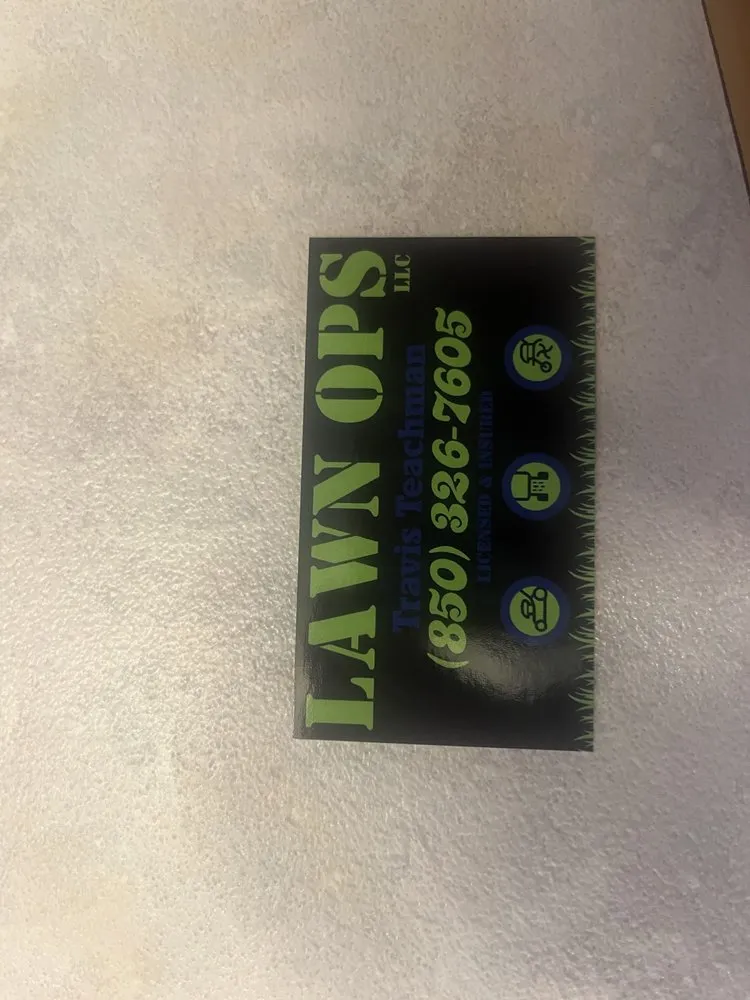 LAWN OPS
LLC
Travis Teachman
(850) 326-7605
LICENSED & INSURED